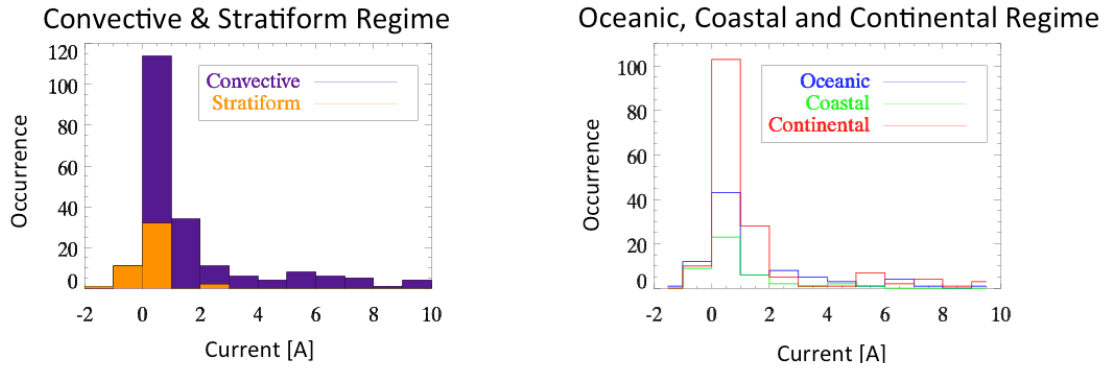 Convective & Stratiform Regime
120
100
80
60
40
20
0
Occurrence
Convective
Stratiform
-2 0 2 4 6 8 10
Current [A]
Oceanic, Coastal and Continental Regime
100
80
60
40
20
0
Occurrence
Oceanic
Coastal
Continental
-2 0 2 4 6 8 10
Current [A]